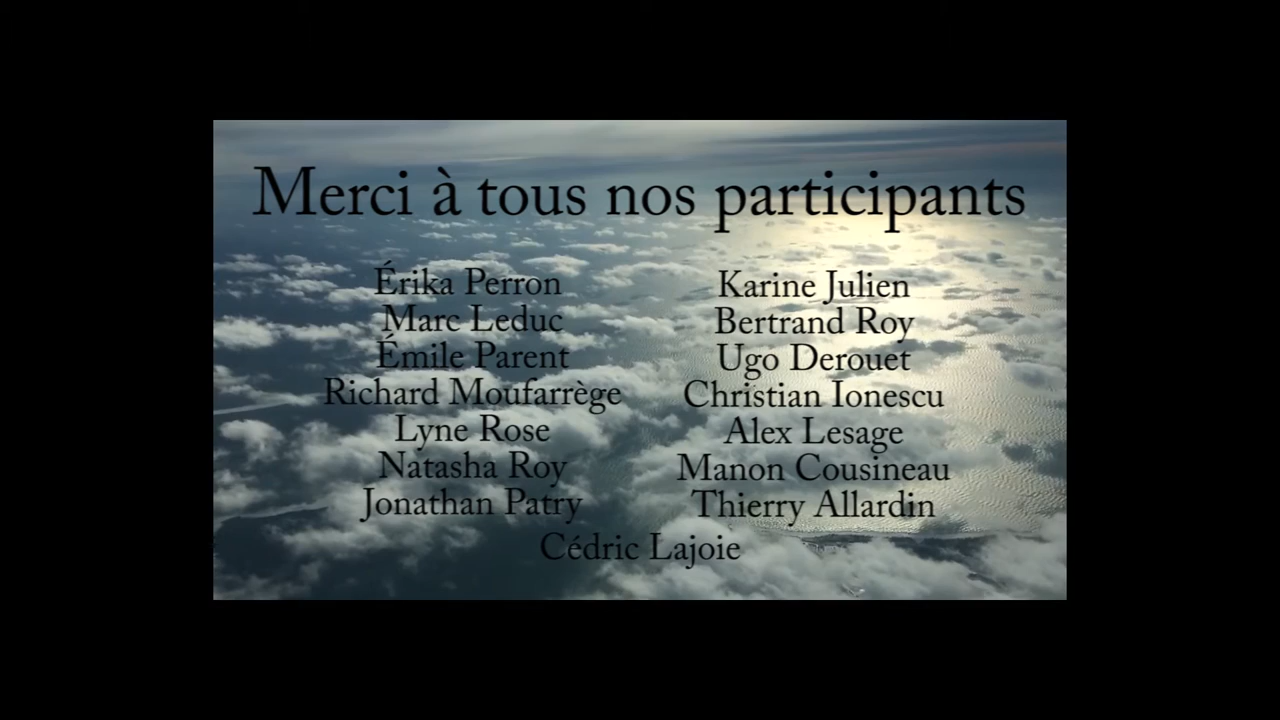 Merci à tous nos participants
Érika Perron
Marc Leduc
Émile Parent
Richard Moufarrège
Lyne Rose
Natasha Roy
Jonathan Patry
Karine Julien
Bertrand Roy
Ugo Derouet
Christian Ionescu
Alex Lesage
Manon Cousineau
Thierry Allardin
Cédric Lajoie